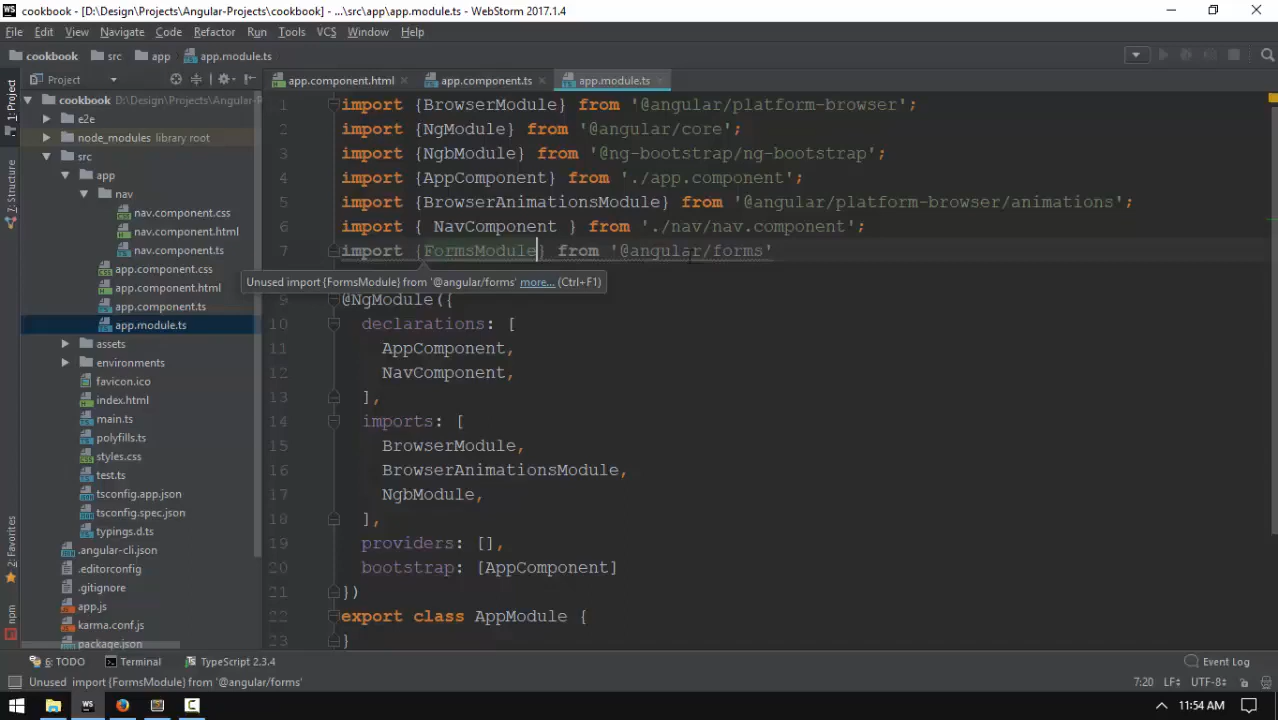 cookbook - [D:\Design\Projects\Angular-Projects\cookbook] - ...\src\app\app.module.ts - WebStorm 2017.1.4
File Edit View Navigate Code Refactor Run Tools VCS Window Help
cookbook src app app.module.ts
Project app.component.html app.component.ts app.module.ts
1: Project
2: Structure
2: Favorites
npm
cookbook D:\Design\Projects\Angular-P
e2e
node_modules library root
src
app
nav
nav.component.css
nav.component.html
nav.component.ts
app.component.css
app.component.html
app.component.ts
app.module.ts
assets
environments
favicon.ico
index.html
main.ts
polyfills.ts
styles.css
test.ts
tsconfig.app.json
tsconfig.spec.json
typings.d.ts
.angular-cli.json
.editorconfig
.gitignore
app.js
karma.conf.js
package.json
1 import {BrowserModule} from '@angular/platform-browser';
2 import {NgModule} from '@angular/core';
3 import {NgbModule} from '@ng-bootstrap/ng-bootstrap';
4 import {AppComponent} from './app.component';
5 import {BrowserAnimationsModule} from '@angular/platform-browser/animations';
6 import { NavComponent } from './nav/nav.component';
7 import {FormsModule} from '@angular/forms'
Unused import {FormsModule} from '@angular/forms' more... (Ctrl+F1)
9 @NgModule({
10 declarations: [
11 AppComponent,
12 NavComponent,
13 ],
14 imports: [
15 BrowserModule,
16 BrowserAnimationsModule,
17 NgbModule,
18 ],
19 providers: [],
20 bootstrap: [AppComponent]
21 })
22 export class AppModule {
23 }
6: TODO Terminal TypeScript 2.3.4 Event Log
Unused import {FormsModule} from '@angular/forms' 7:20 LF÷ UTF-8÷
WS 11:54 AM